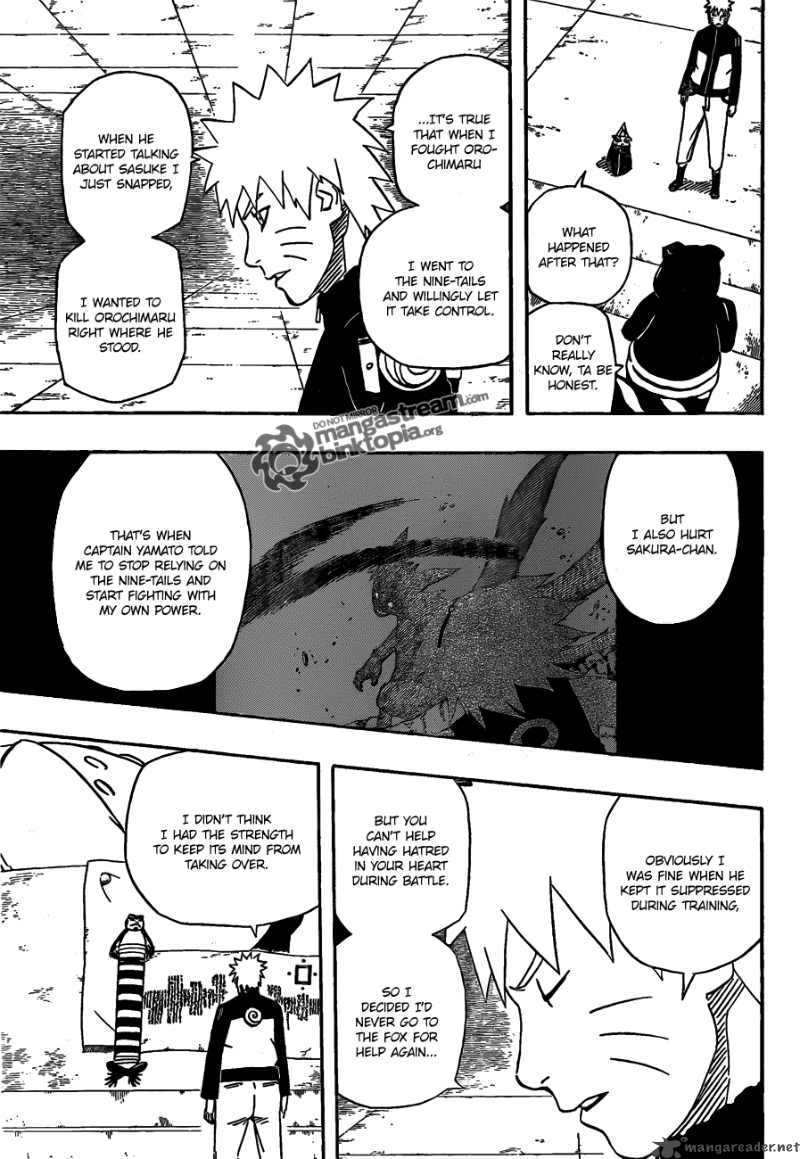 WHAT
HAPPENED
AFTER THAT?
DON'T
REALLY
KNOW, TA BE
HONEST.
...IT'S TRUE
THAT WHEN I
FOUGHT ORO-
CHIMARU
I WENT TO
THE NINE-TAILS
AND WILLINGLY LET
IT TAKE CONTROL.
WHEN HE
STARTED TALKING
ABOUT SASUKE I
JUST SNAPPED,
I WANTED TO
KILL OROCHIMARU
RIGHT WHERE HE
STOOD.
DO NOT MIRROR
mangastream.com
binktopia.org
BUT
I ALSO HURT
SAKURA-CHAN.
THAT'S WHEN
CAPTAIN YAMATO TOLD
ME TO STOP RELYING ON
THE NINE-TAILS AND
START FIGHTING WITH
MY OWN POWER.
OBVIOUSLY I
WAS FINE WHEN HE
KEPT IT SUPPRESSED
DURING TRAINING,
BUT YOU
CAN'T HELP
HAVING HATRED
IN YOUR HEART
DURING BATTLE.
SO I
DECIDED I'D
NEVER GO TO
THE FOX FOR
HELP AGAIN...
I DIDN'T THINK
I HAD THE STRENGTH
TO KEEP ITS MIND FROM
TAKING OVER.
mangareader.net